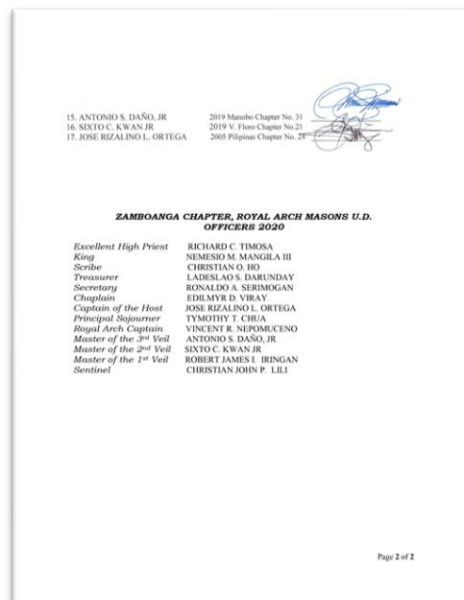 15. ANTONIO S. DAÑO, JR 2019 Manobo Chapter No. 31
16. SIXTO C. KWAN JR 2019 V. Floro Chapter No.21
17. JOSE RIZALINO L. ORTEGA 2005 Pilipinas Chapter No. 24
ZAMBOANGA CHAPTER, ROYAL ARCH MASONS U.D.
OFFICERS 2020
Excellent High Priest RICHARD C. TIMOSA
King NEMESIO M. MANGILA III
Scribe CHRISTIAN O. HO
Treasurer LADESLAO S. DARUNDAY
Secretary RONALDO A. SERIMOGAN
Chaplain EDILMYR D. VIRAY
Captain of the Host JOSE RIZALINO L. ORTEGA
Principal Sojourner TYMOTHY T. CHUA
Royal Arch Captain VINCENT R. NEPOMUCENO
Master of the 3rd Veil ANTONIO S. DAÑO, JR
Master of the 2nd Veil SIXTO C. KWAN JR
Master of the 1st Veil ROBERT JAMES I. IRINGAN
Sentinel CHRISTIAN JOHN P. LILI
Page 2 of 2